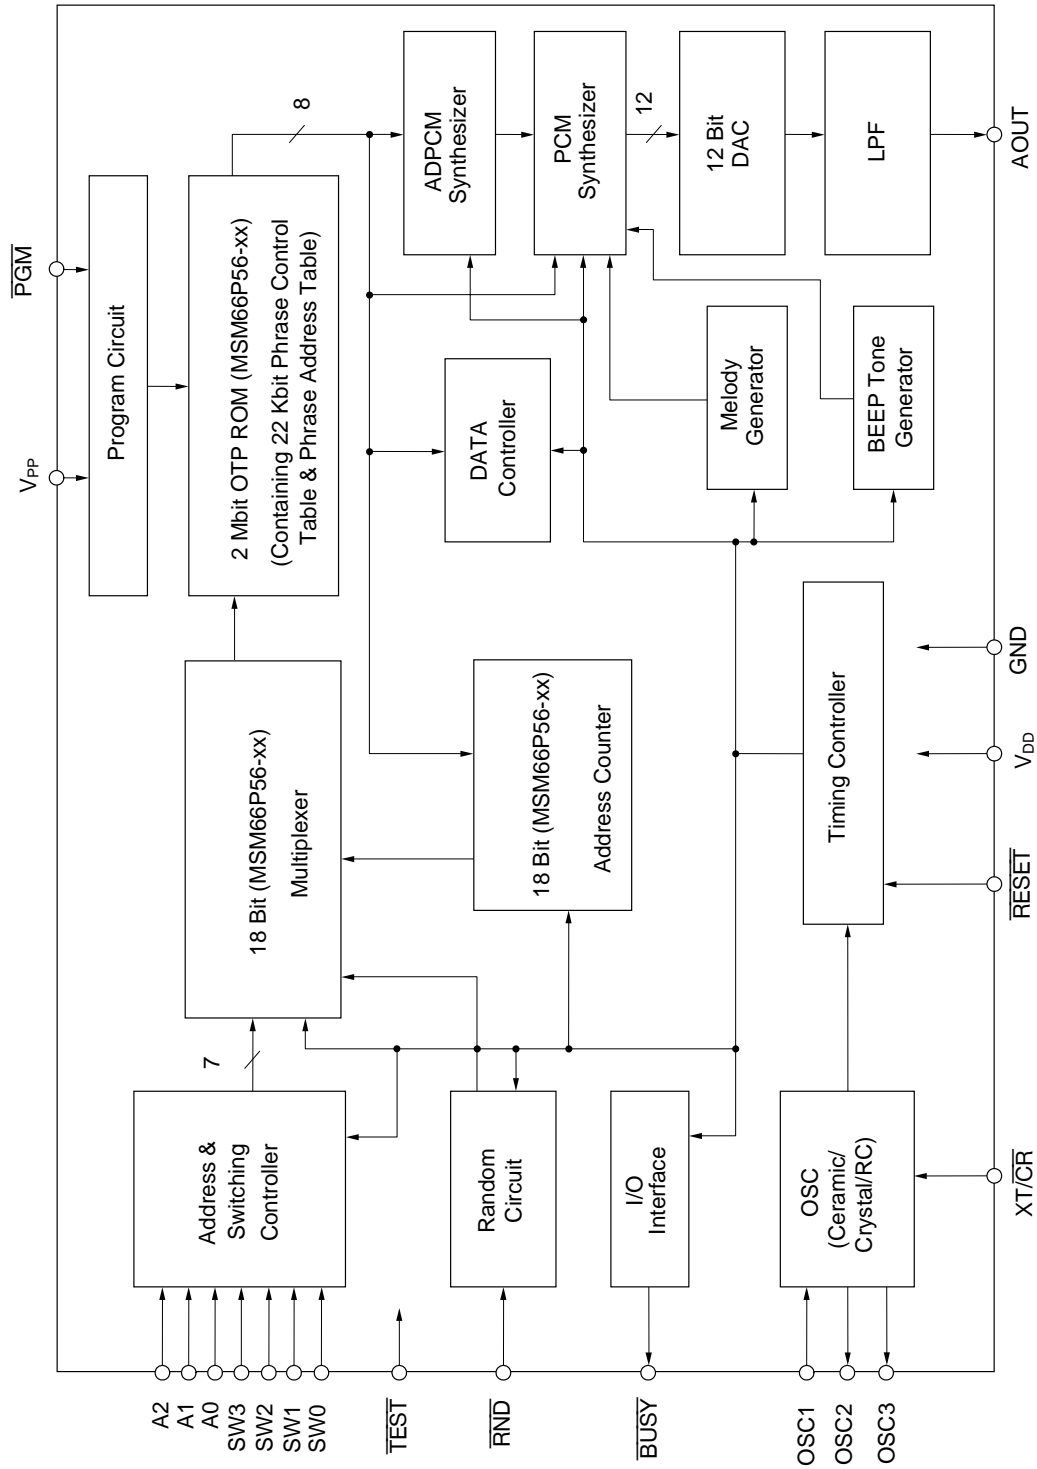 A2
A1
A0
SW3
SW2
SW1
SW0
TEST
RND
BUSY
OSC1
OSC2
OSC3
Address &
Switching
Controller
7
Random
Circuit
I/O
Interface
OSC
(Ceramic/
Crystal/RC)
XT/CR
18 Bit (MSM66P56-xx)
Multiplexer
18 Bit (MSM66P56-xx)
Address Counter
Timing Controller
RESET
VDD
GND
VPP
PGM
Program Circuit
2 Mbit OTP ROM (MSM66P56-xx)
(Containing 22 Kbit Phrase Control
Table & Phrase Address Table)
8
DATA
Controller
Melody
Generator
BEEP Tone
Generator
ADPCM
Synthesizer
PCM
Synthesizer
12
12 Bit
DAC
LPF
AOUT